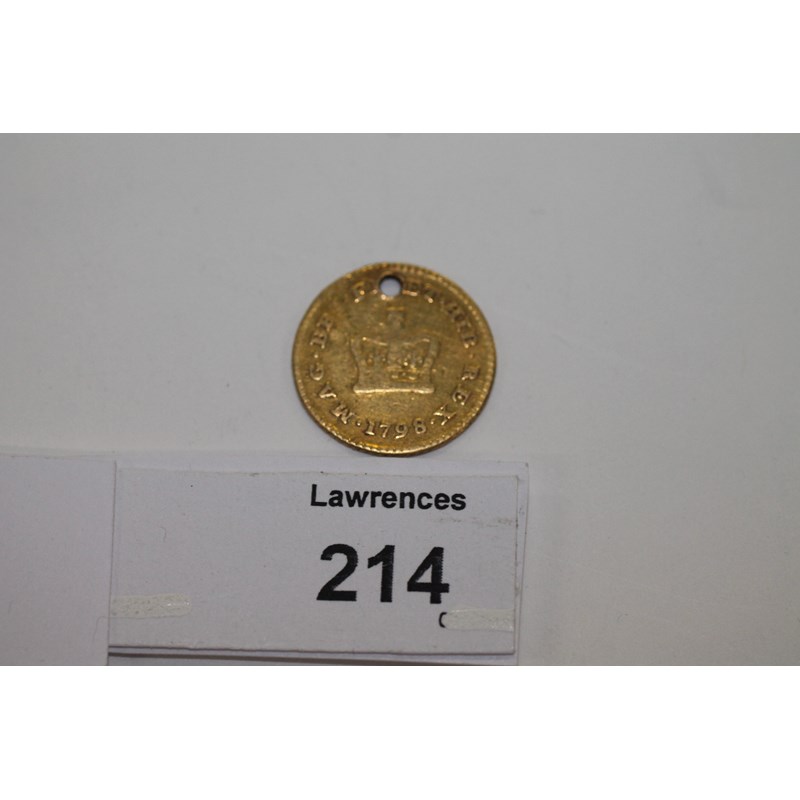 MAG · BR FR ET · HIB · REX
· 1798 ·
Lawrences
214